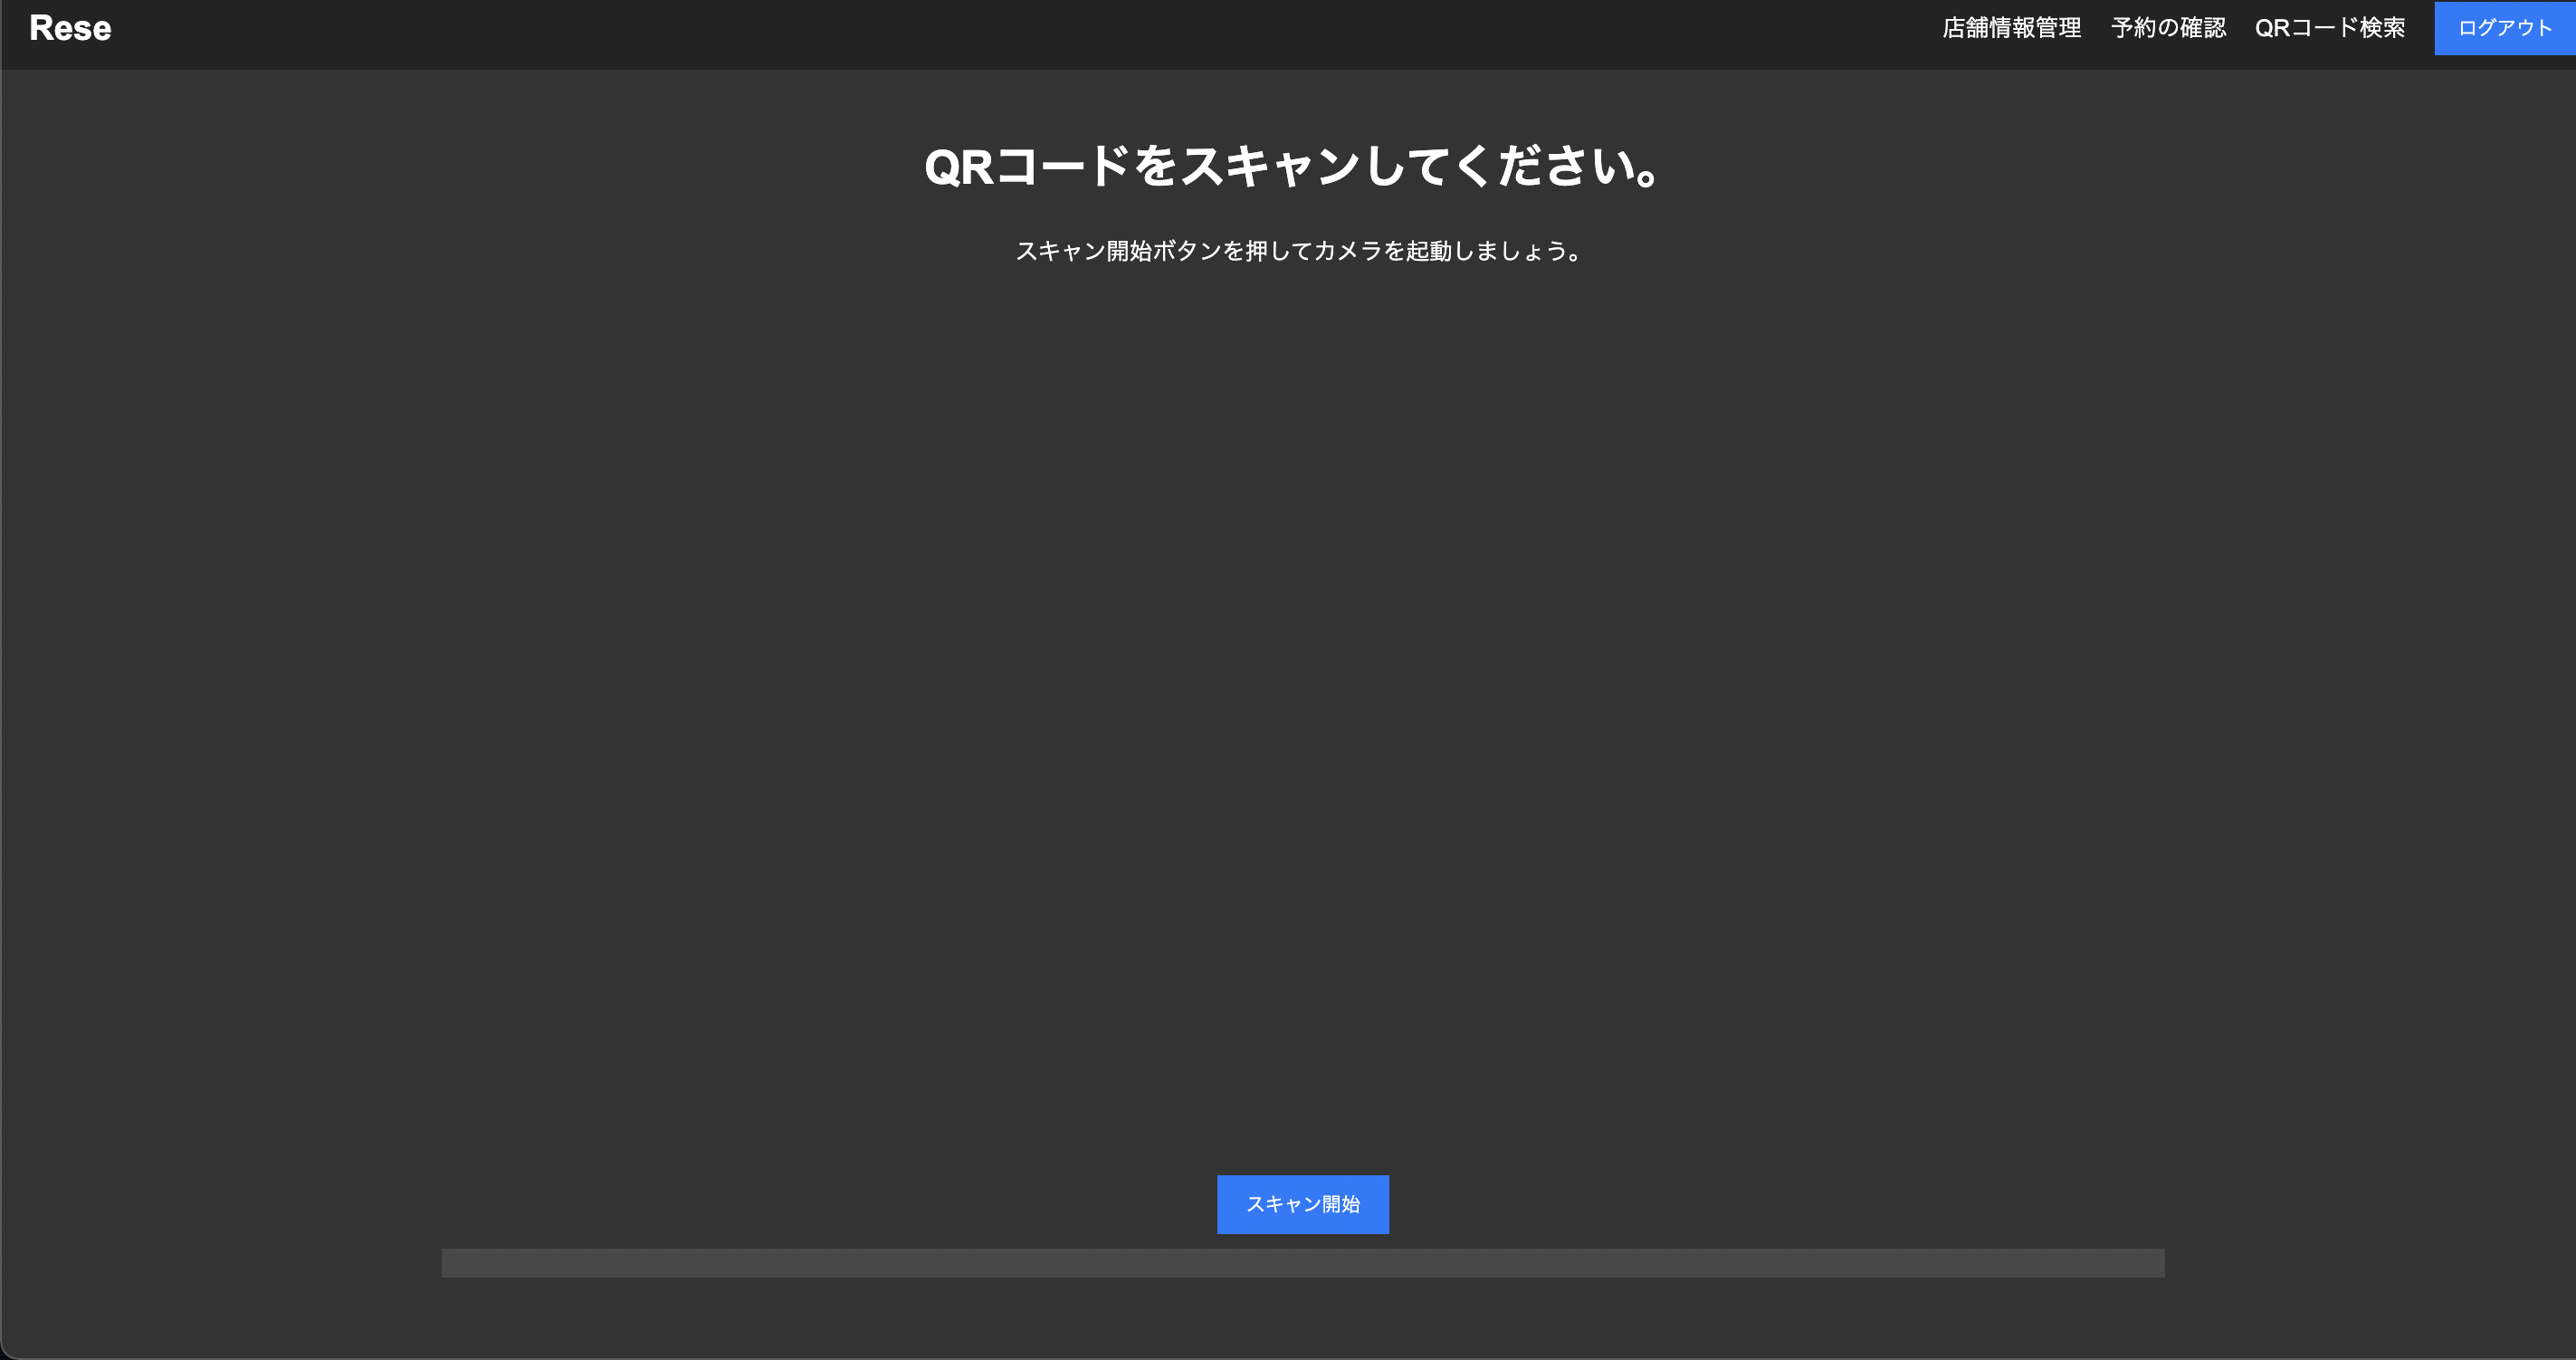 Rese
店舗情報管理 予約の確認 QRコード検索 ログアウト
QRコードをスキャンしてください。
スキャン開始ボタンを押してカメラを起動しましょう。
スキャン開始